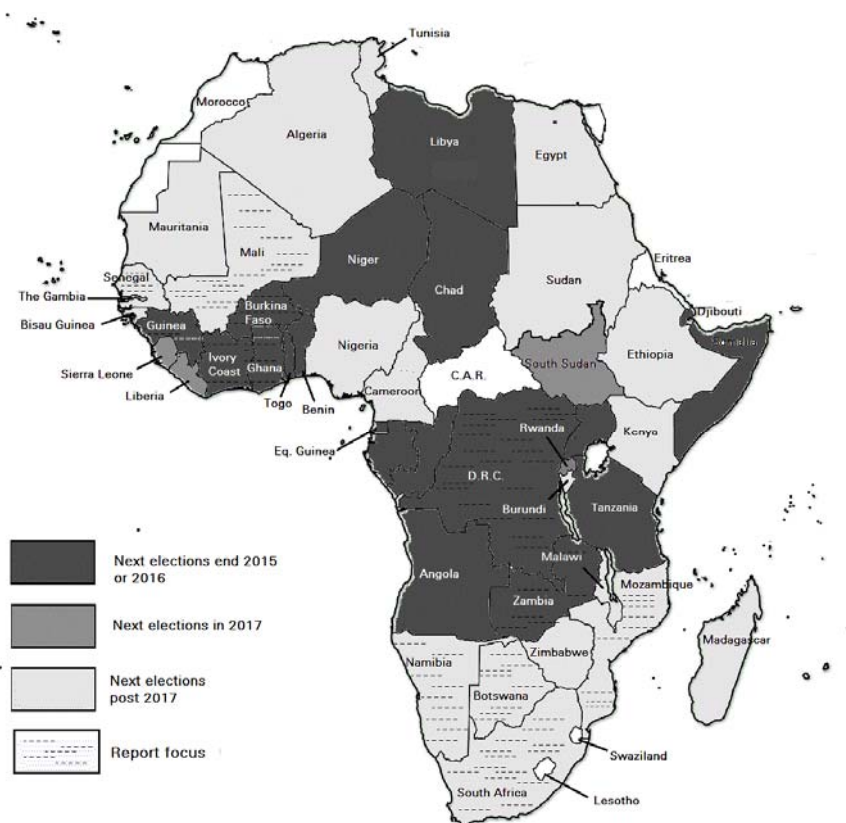 Tunisia
Morocco
Algeria
Libya
Egypt
Mauritania
Mali
Niger
Chad
Sudan
Eritrea
Senegal
The Gambia
Bisau Guinea
Guinea
Burkina
Faso
Djibouti
Somalia
Sierra Leone
Liberia
Ivory
Coast
Ghana
Togo
Benin
Nigeria
Cameroon
C.A.R.
South Sudan
Ethiopia
Eq. Guinea
Rwanda
Kenya
D.R.C.
Burundi
Tanzania
Angola
Malawi
Zambia
Mozambique
Madagascar
Namibia
Zimbabwe
Botswana
Swaziland
South Africa
Lesotho
Next elections end 2015
or 2016
Next elections in 2017
Next elections
post 2017
Report focus